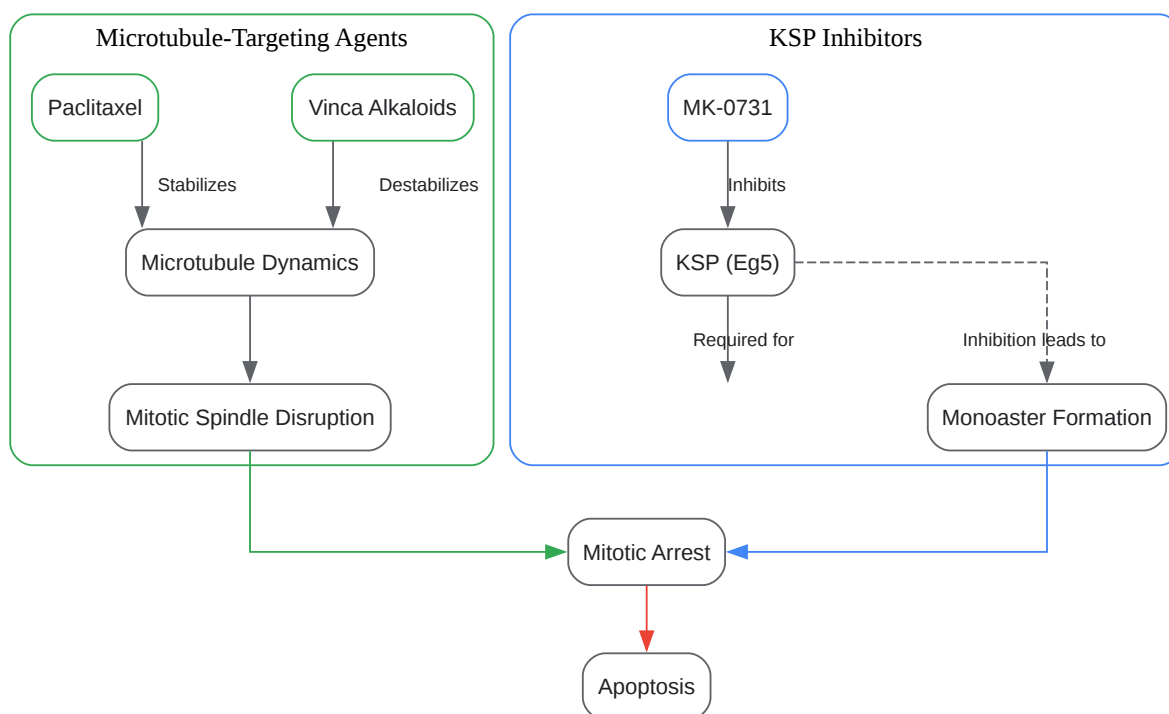 Microtubule-Targeting Agents
KSP Inhibitors
Paclitaxel
Vinca Alkaloids
MK-0731
Stabilizes
Destabilizes
Inhibits
Microtubule Dynamics
KSP (Eg5)
Required for
Inhibition leads to
Mitotic Spindle Disruption
Monoaster Formation
Mitotic Arrest
Apoptosis